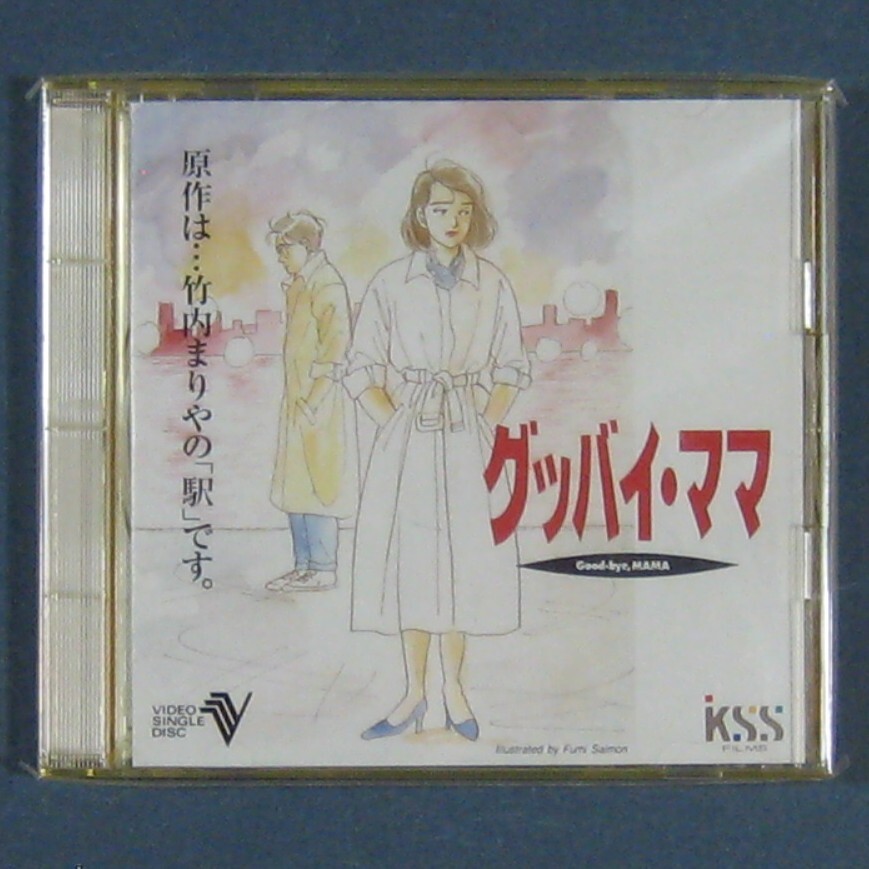 原作は…竹内まりやの「駅」です。
グッバイ・ママ
Good-bye, MAMA
VIDEO
SINGLE
DISC
Illustrated by Fumi Saimon
KSS
FILMS